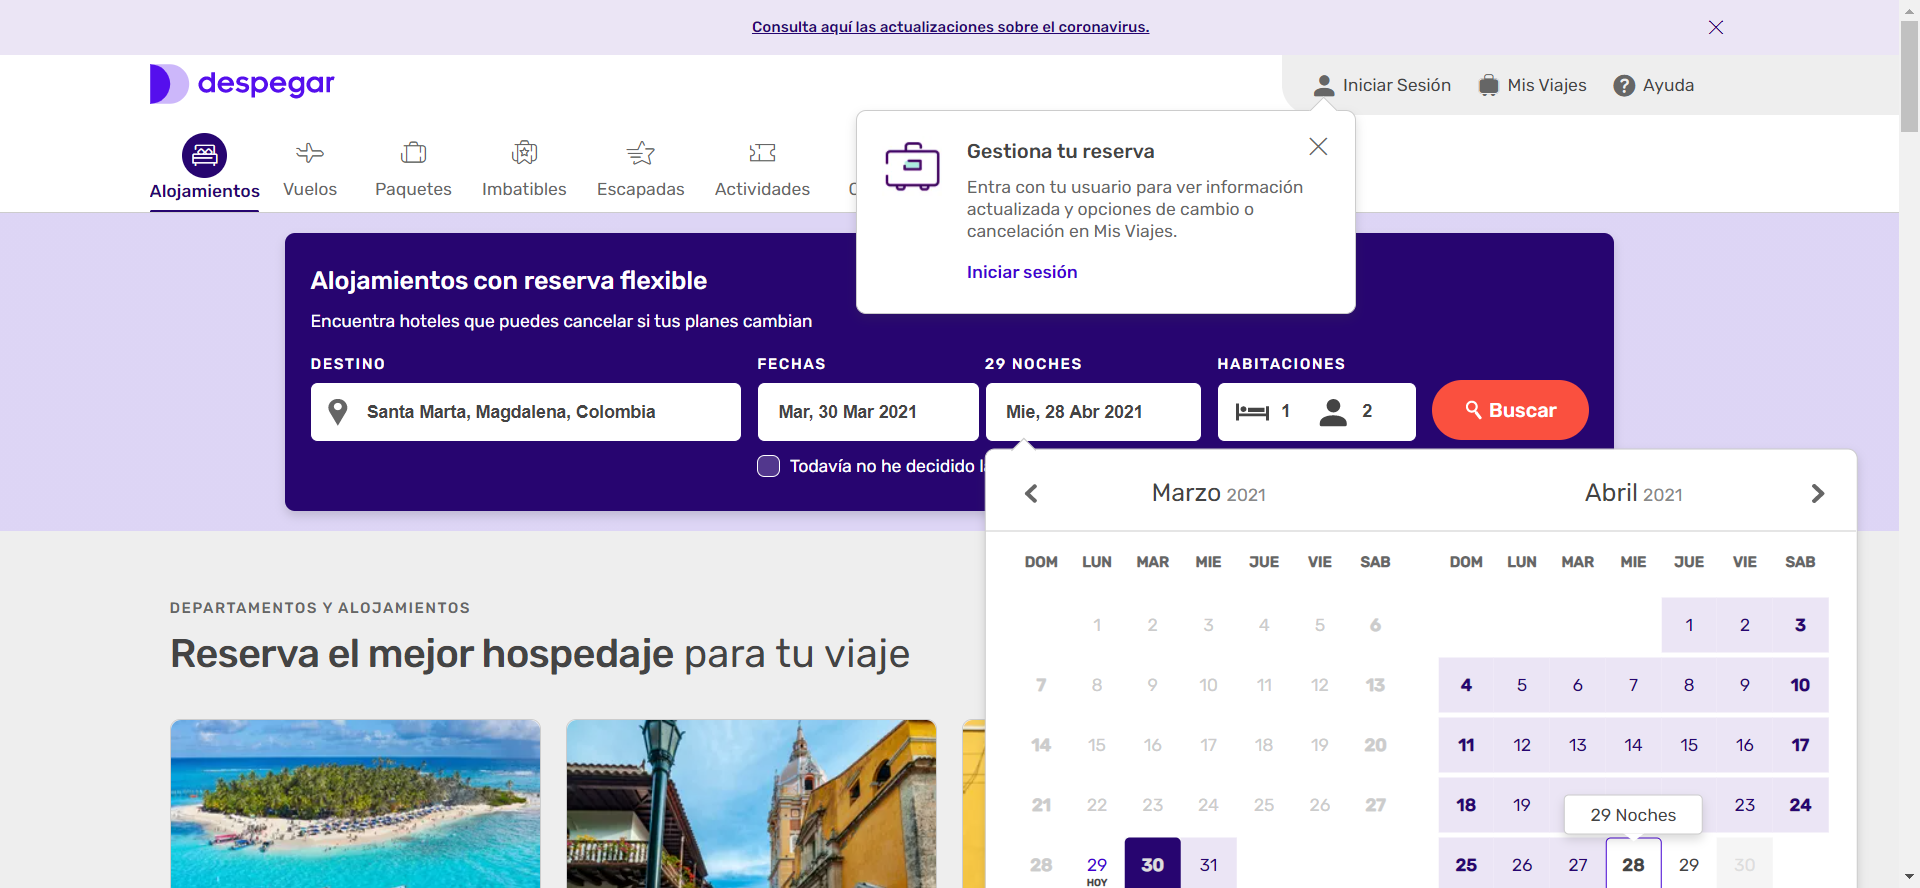 Consulta aquí las actualizaciones sobre el coronavirus.
despegar
Iniciar Sesión
Mis Viajes
Ayuda
Alojamientos
Vuelos
Paquetes
Imbatibles
Escapadas
Actividades
Gestiona tu reserva
Entra con tu usuario para ver información
actualizada y opciones de cambio o
cancelación en Mis Viajes.
Iniciar sesión
Alojamientos con reserva flexible
Encuentra hoteles que puedes cancelar si tus planes cambian
DESTINO
FECHAS
29 NOCHES
HABITACIONES
Santa Marta, Magdalena, Colombia
Mar, 30 Mar 2021
Mie, 28 Abr 2021
1
2
Buscar
Todavía no he decidido
Marzo 2021
DOM LUN MAR MIE JUE VIE SAB
1 2 3 4 5 6
7 8 9 10 11 12 13
14 15 16 17 18 19 20
21 22 23 24 25 26 27
28 29 30 31
HOY
Abril 2021
DOM LUN MAR MIE JUE VIE SAB
1 2 3
4 5 6 7 8 9 10
11 12 13 14 15 16 17
18 19 23 24
29 Noches
25 26 27 28 29 30
DEPARTAMENTOS Y ALOJAMIENTOS
Reserva el mejor hospedaje para tu viaje